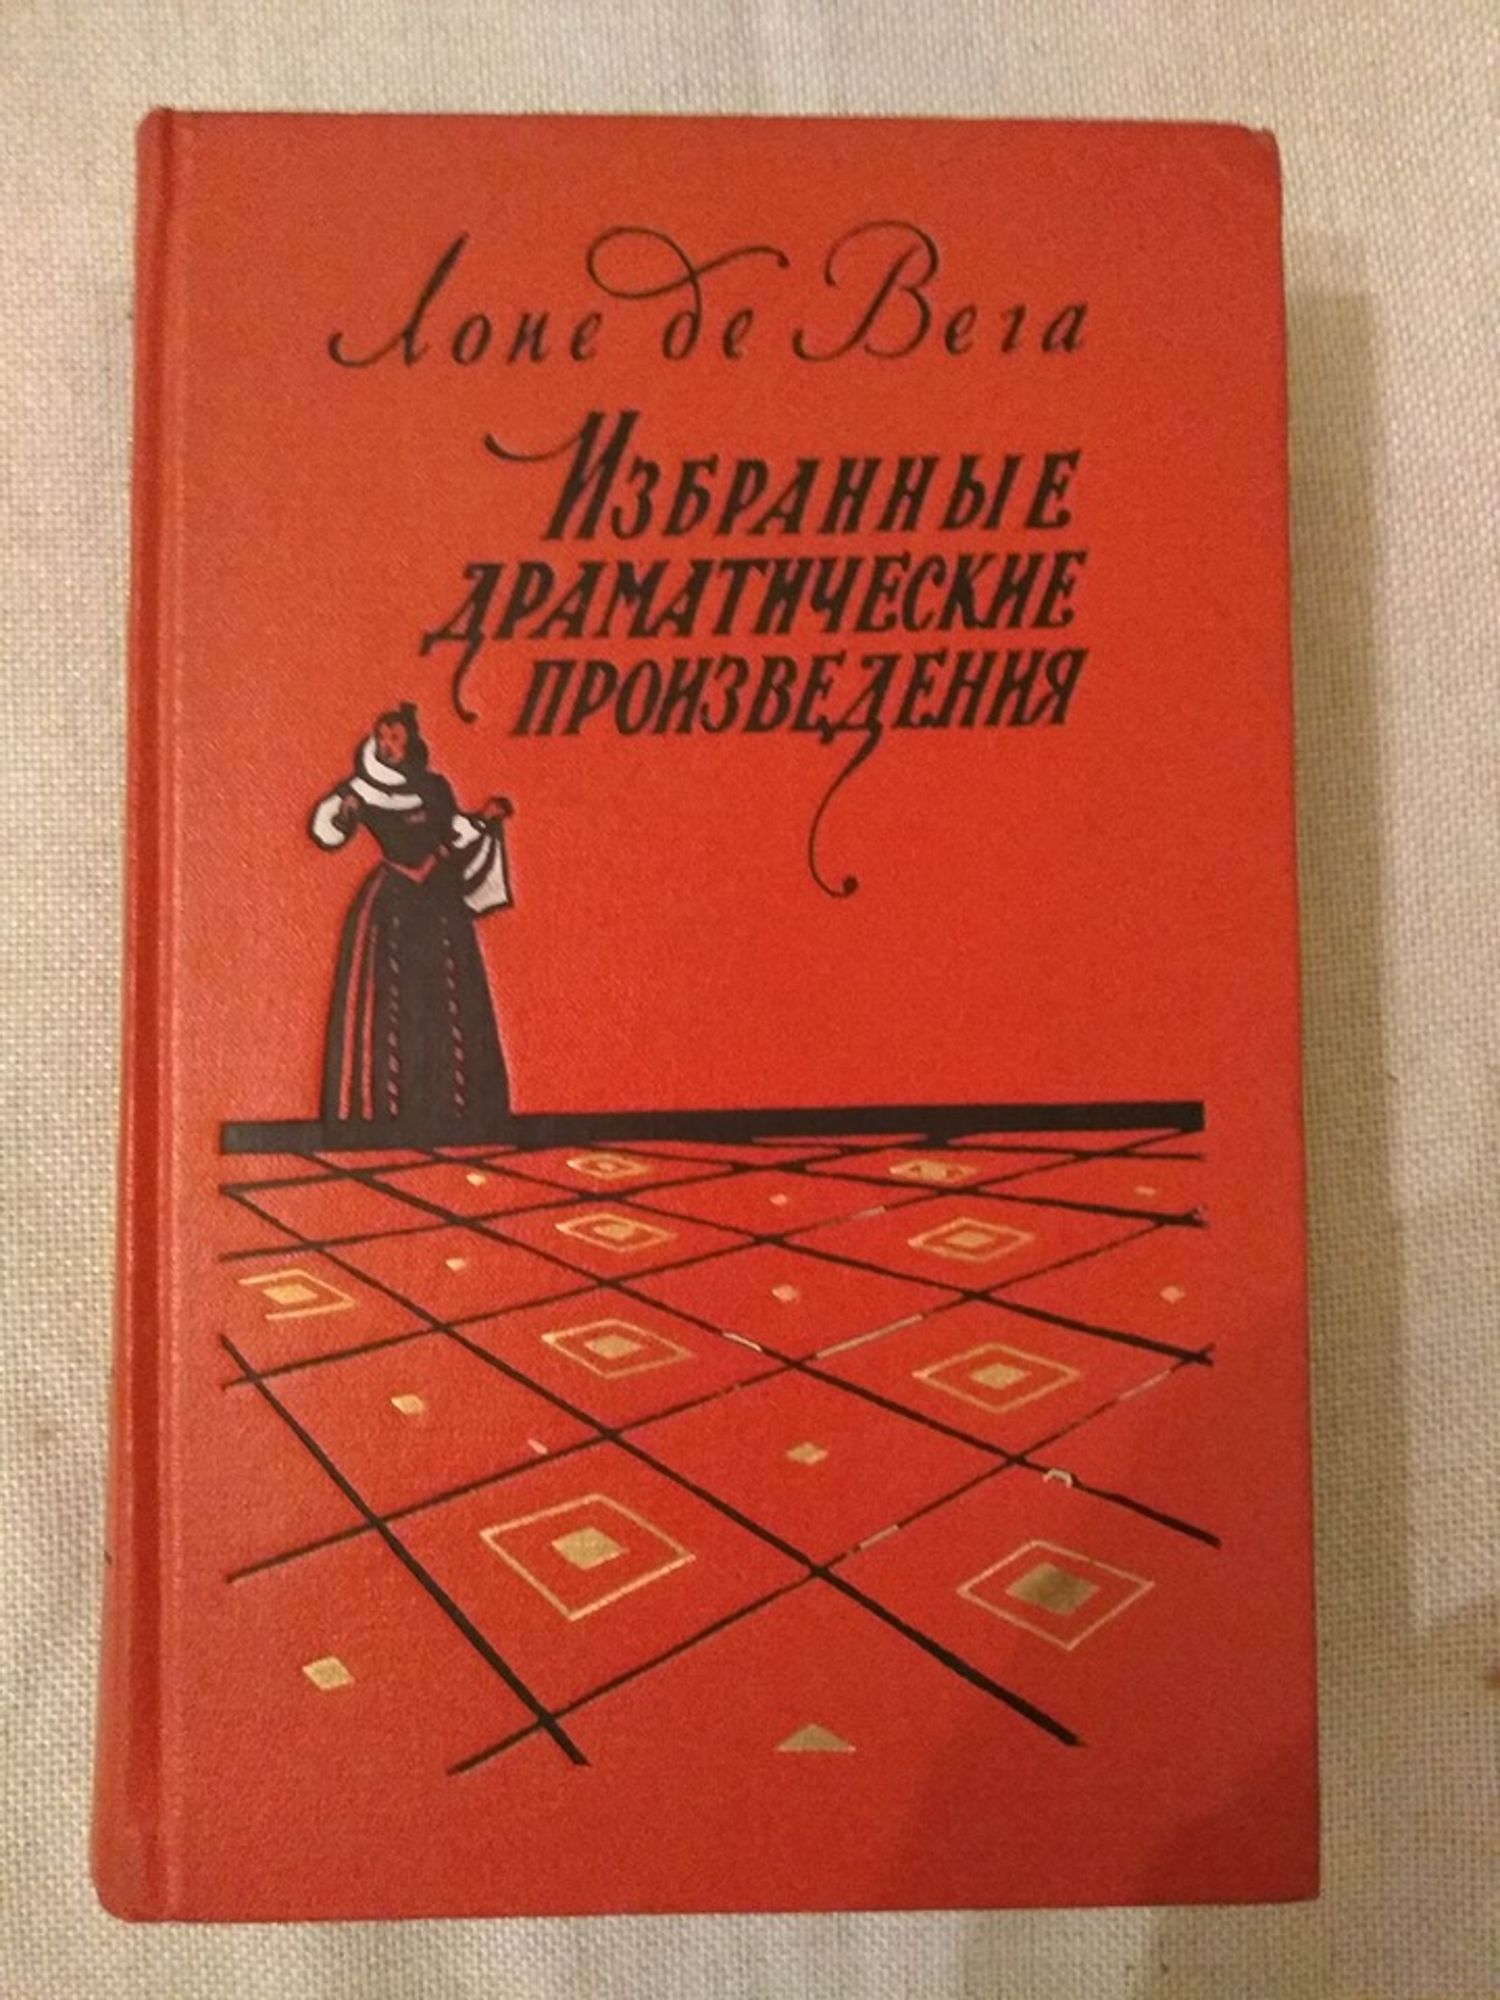 Лопе де Вега
Избранные
драматические
произведения